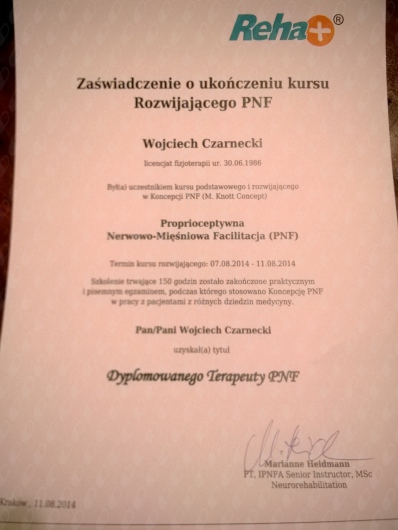 Reha+®
Zaświadczenie o ukończeniu kursu
Rozwijającego PNF
Wojciech Czarnecki
licencjat fizjoterapii ur. 30.06.1986
Był(a) uczestnikiem kursu podstawowego i rozwijającego
w Koncepcji PNF (M. Knott Concept)
Proprioceptywna
Nerwowo-Mięśniowa Facilitacja (PNF)
Termin kursu rozwijającego: 07.08.2014 - 11.08.2014
Szkolenie trwające 150 godzin zostało zakończone praktycznym
i pisemnym egzaminem, podczas którego stosowano Koncepcję PNF
w pracy z pacjentami z różnych dziedzin medycyny.
Pan/Pani Wojciech Czarnecki
uzyskał(a) tytuł
Dyplomowanego Terapeuty PNF
Marianne Heidmann
PT, IPNFA Senior Instructor, MSc
Neurorehabilitation
Kraków, 11.08.2014